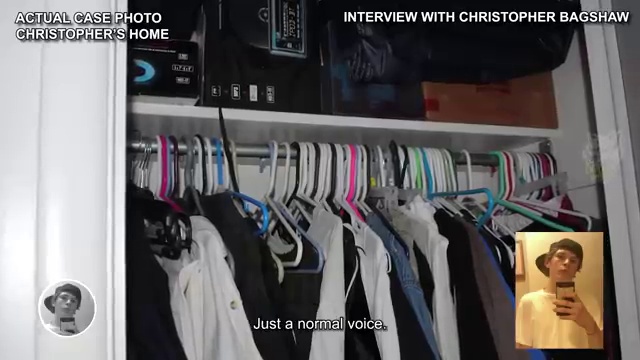 ACTUAL CASE PHOTO
CHRISTOPHER'S HOME
INTERVIEW WITH CHRISTOPHER BAGSHAW
Just a normal voice.